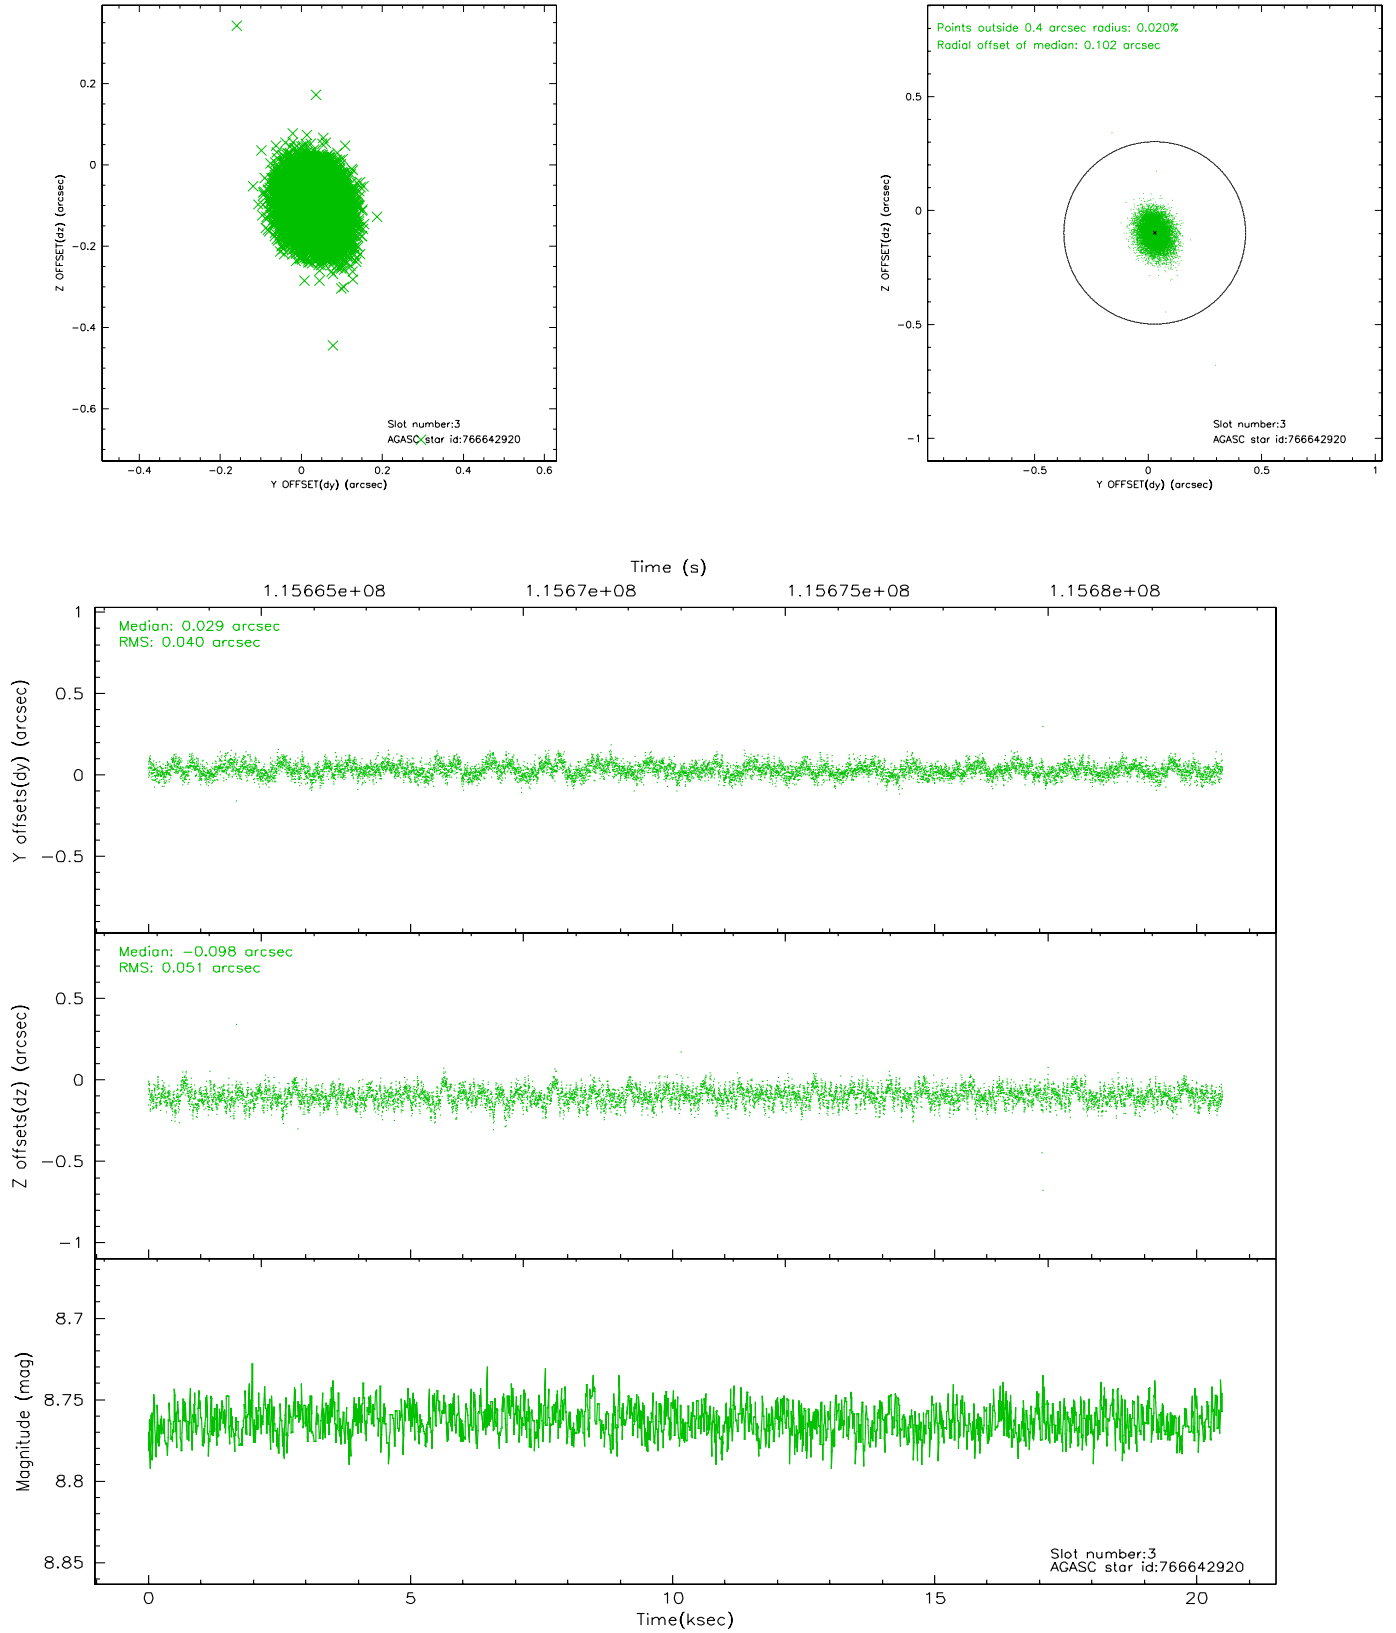 0.2
0
−0.2
−0.4
−0.6
Z OFFSET(dz) (arcsec)
Slot number:3
AGASC star id:766642920
−0.4 −0.2 0 0.2 0.4 0.6
Y OFFSET(dy) (arcsec)
Points outside 0.4 arcsec radius: 0.020%
Radial offset of median: 0.102 arcsec
0.5
0
−0.5
−1
Z OFFSET(dz) (arcsec)
Slot number:3
AGASC star id:766642920
−0.5 0 0.5 1
Y OFFSET(dy) (arcsec)
Time (s)
1.15665e+08 1.1567e+08 1.15675e+08 1.1568e+08
Median: 0.029 arcsec
RMS: 0.040 arcsec
1
0.5
0
−0.5
Y offsets(dy) (arcsec)
Median: −0.098 arcsec
RMS: 0.051 arcsec
0.5
0
−0.5
−1
Z offsets(dz) (arcsec)
8.7
8.75
8.8
8.85
Magnitude (mag)
Slot number:3
AGASC star id:766642920
0 5 10 15 20
Time(ksec)